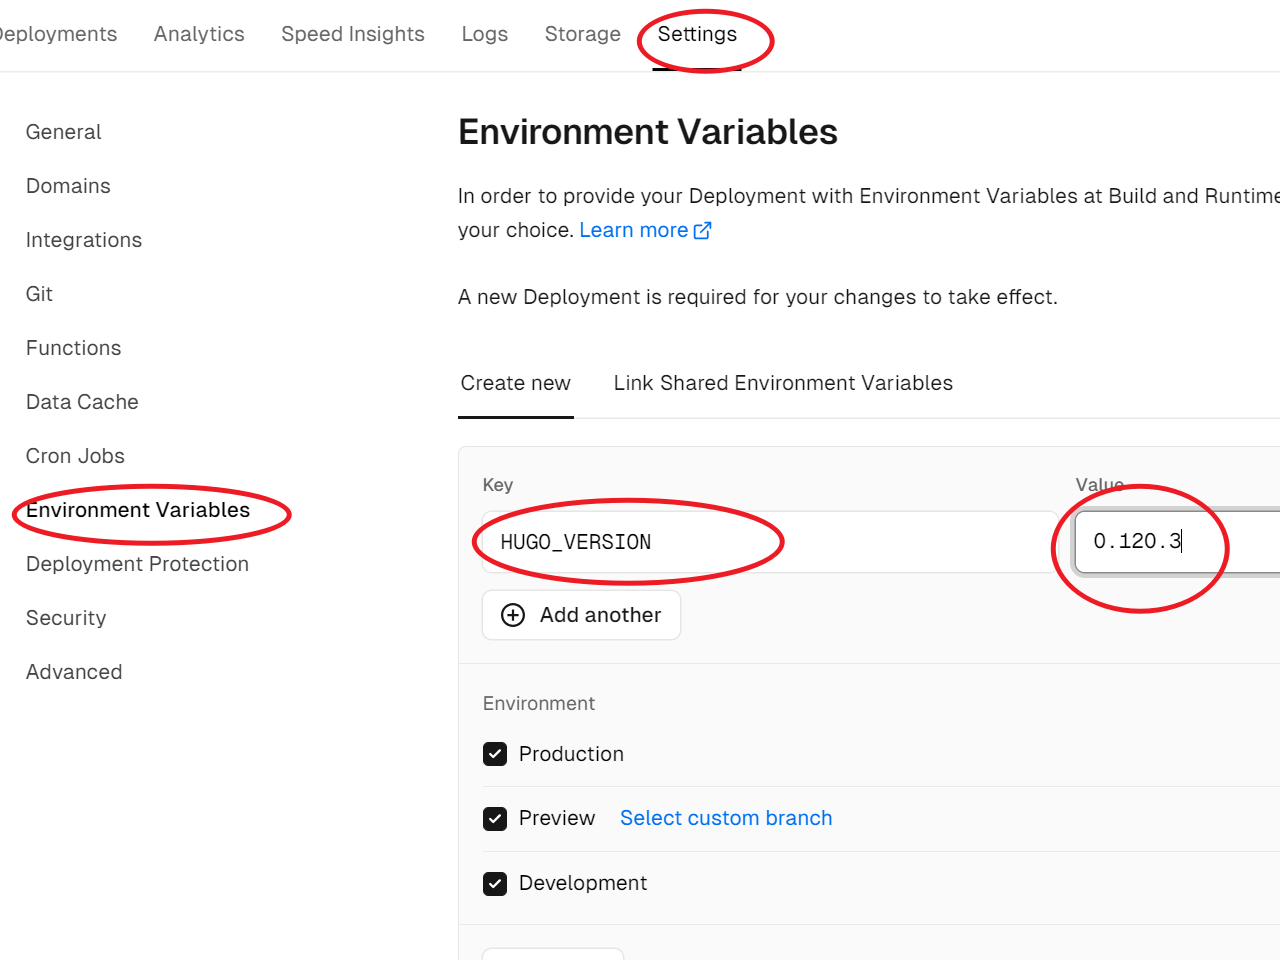 Deployments Analytics Speed Insights Logs Storage Settings
General
Domains
Integrations
Git
Functions
Data Cache
Cron Jobs
Environment Variables
Deployment Protection
Security
Advanced
Environment Variables
In order to provide your Deployment with Environment Variables at Build and Runtime
your choice. Learn more
A new Deployment is required for your changes to take effect.
Create new Link Shared Environment Variables
Key Value
HUGO_VERSION 0.120.3
Add another
Environment
Production
Preview Select custom branch
Development